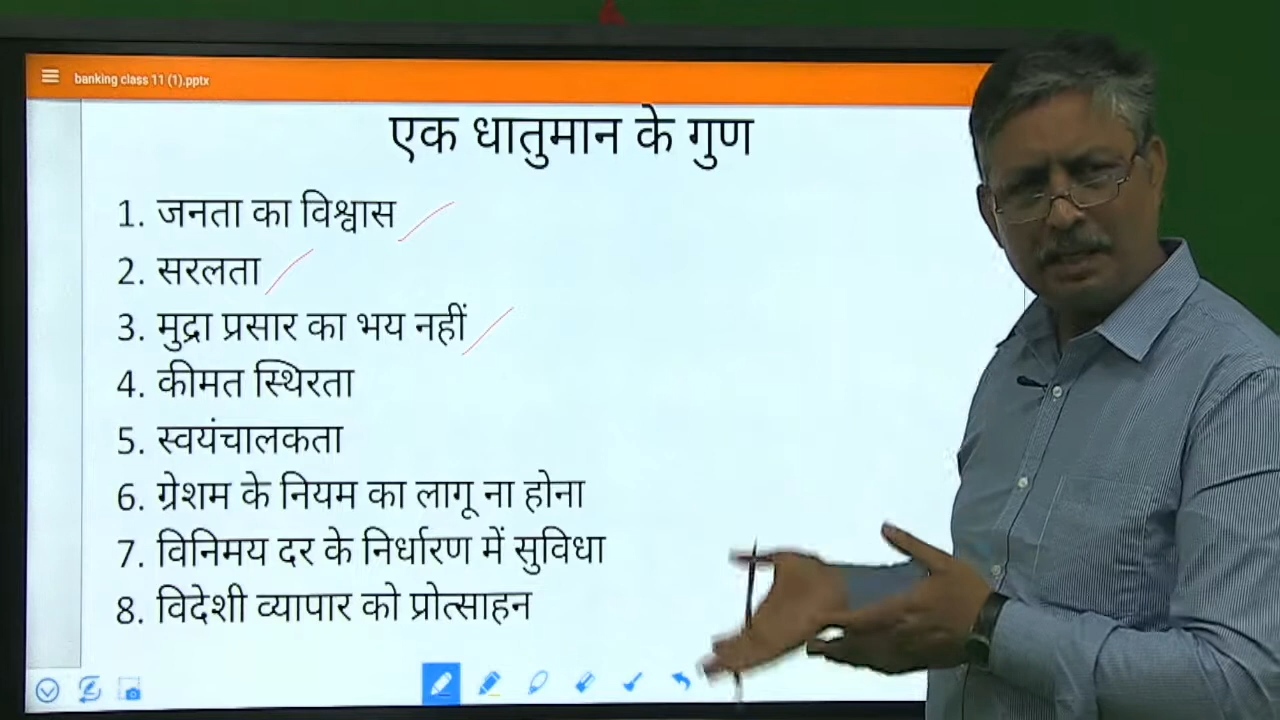 banking class 11 (1).pptx
एक धातुमान के गुण
1. जनता का विश्वास
2. सरलता
3. मुद्रा प्रसार का भय नहीं
4. कीमत स्थिरता
5. स्वयंचालकता
6. ग्रेशम के नियम का लागू ना होना
7. विनिमय दर के निर्धारण में सुविधा
8. विदेशी व्यापार को प्रोत्साहन